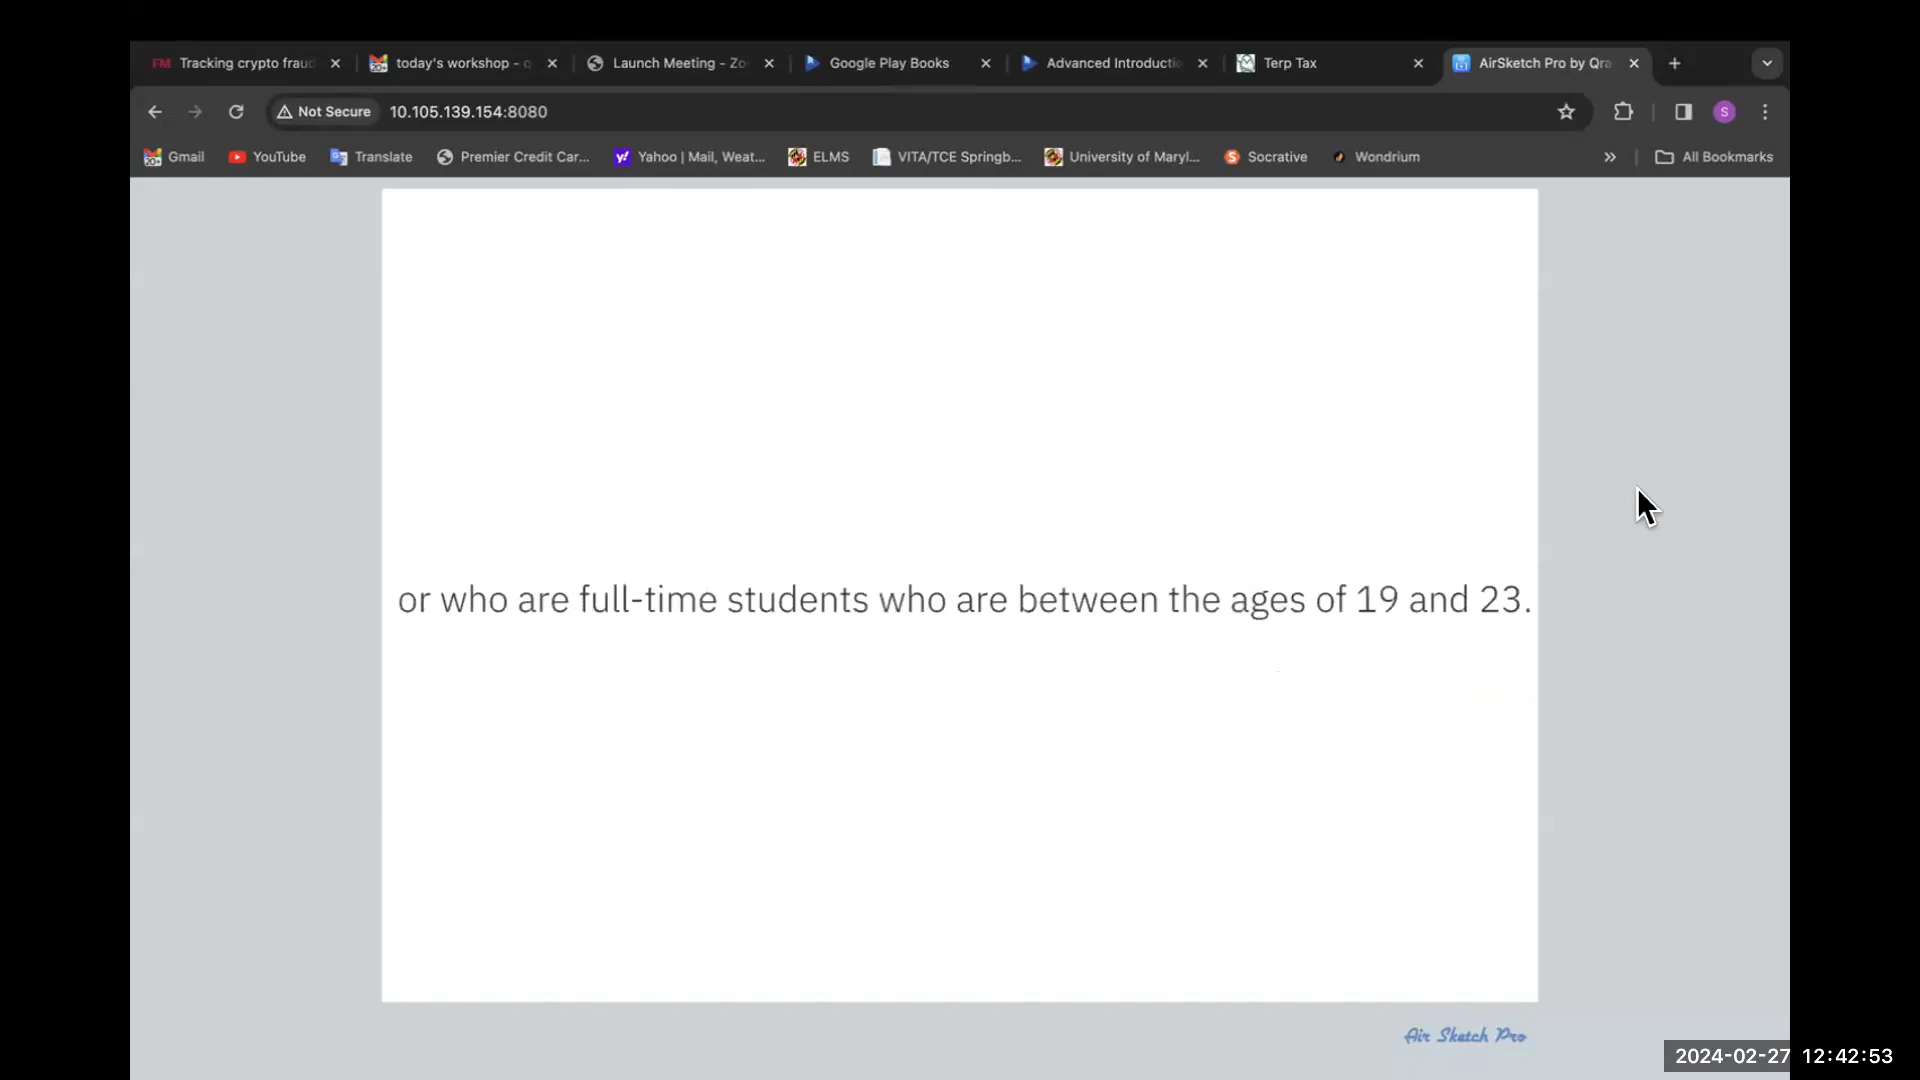 FM Tracking crypto fraud
today's workshop - q
Launch Meeting - Zo
Google Play Books
Advanced Introducti
Terp Tax
AirSketch Pro by Qra
Not Secure 10.105.139.154:8080
S
Gmail
YouTube
Translate
Premier Credit Car...
Yahoo | Mail, Weat...
ELMS
VITA/TCE Springb...
University of Maryl...
Socrative
Wondrium
All Bookmarks
or who are full-time students who are between the ages of 19 and 23.
Air Sketch Pro
2024-02-27 12:42:53